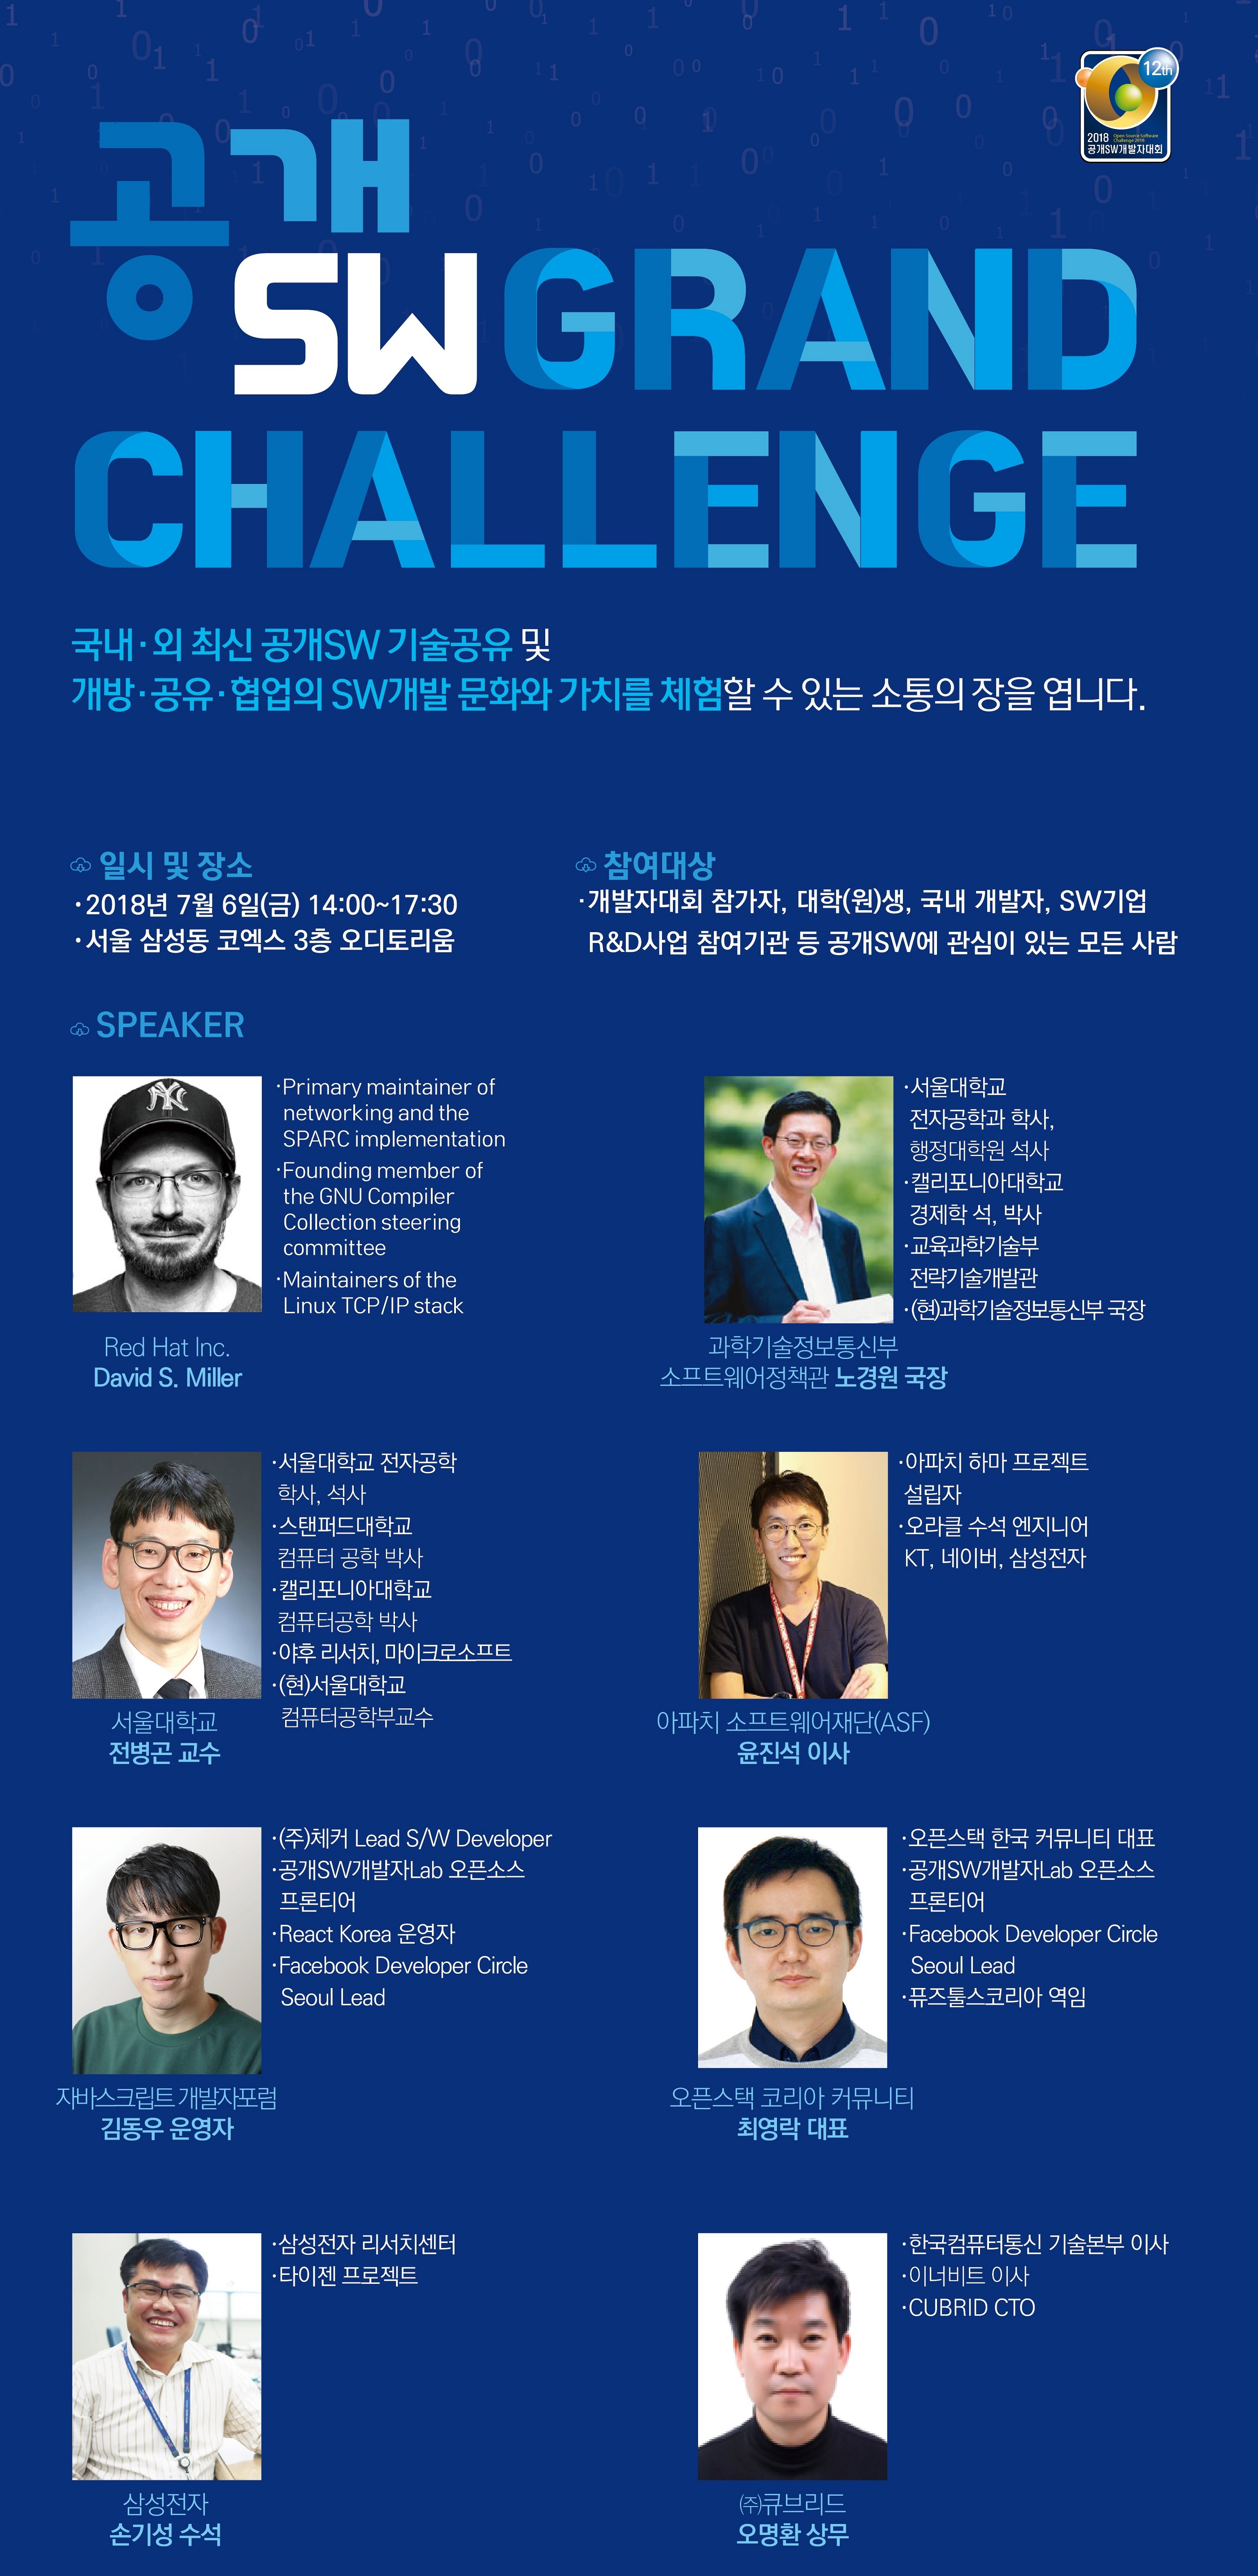 12th
2018 Open Source Software
Challenge 2018
공개SW개발자대회
공개
SW GRAND
CHALLENGE
국내·외 최신 공개SW 기술공유 및
개방·공유·협업의 SW개발 문화와 가치를 체험할 수 있는 소통의 장을 엽니다.
일시 및 장소
·2018년 7월 6일(금) 14:00~17:30
·서울 삼성동 코엑스 3층 오디토리움
참여대상
·개발자대회 참가자, 대학(원)생, 국내 개발자, SW기업
R&D사업 참여기관 등 공개SW에 관심이 있는 모든 사람
SPEAKER
·Primary maintainer of
networking and the
SPARC implementation
·Founding member of
the GNU Compiler
Collection steering
committee
·Maintainers of the
Linux TCP/IP stack
Red Hat Inc.
David S. Miller
·서울대학교
전자공학과 학사,
행정대학원 석사
·캘리포니아대학교
경제학 석, 박사
·교육과학기술부
전략기술개발관
·(현)과학기술정보통신부 국장
과학기술정보통신부
소프트웨어정책관 노경원 국장
·서울대학교 전자공학
학사, 석사
·스탠퍼드대학교
컴퓨터 공학 박사
·캘리포니아대학교
컴퓨터공학 박사
·야후 리서치, 마이크로소프트
·(현)서울대학교
컴퓨터공학부교수
서울대학교
전병곤 교수
·아파치 하마 프로젝트
설립자
·오라클 수석 엔지니어
KT, 네이버, 삼성전자
아파치 소프트웨어재단(ASF)
윤진석 이사
·(주)체커 Lead S/W Developer
·공개SW개발자Lab 오픈소스
프론티어
·React Korea 운영자
·Facebook Developer Circle
Seoul Lead
자바스크립트 개발자포럼
김동우 운영자
·오픈스택 한국 커뮤니티 대표
·공개SW개발자Lab 오픈소스
프론티어
·Facebook Developer Circle
Seoul Lead
·퓨즈툴스코리아 역임
오픈스택 코리아 커뮤니티
최영락 대표
·삼성전자 리서치센터
·타이젠 프로젝트
삼성전자
손기성 수석
·한국컴퓨터통신 기술본부 이사
·이너비트 이사
·CUBRID CTO
㈜큐브리드
오명환 상무